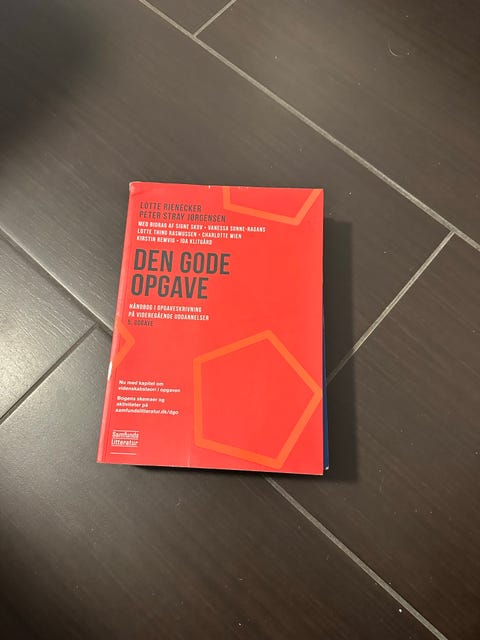 LOTTE RIENECKER
PETER STRAY JØRGENSEN
MED BIDRAG AF SIGNE SKOV • VANESSA SONNE-RAGANS
LOTTE THING RASMUSSEN • CHARLOTTE WIEN
KIRSTIN REMVIG • IDA KLITGÅRD
DEN GODE
OPGAVE
HÅNDBOG I OPGAVESKRIVNING
PÅ VIDEREGÅENDE UDDANNELSER
5. UDGAVE
Nu med kapitel om
videnskabsteori i opgaven
Bogens skemaer og
aktiviteter på
samfundslitteratur.dk/dgo
Samfunds
litteratur